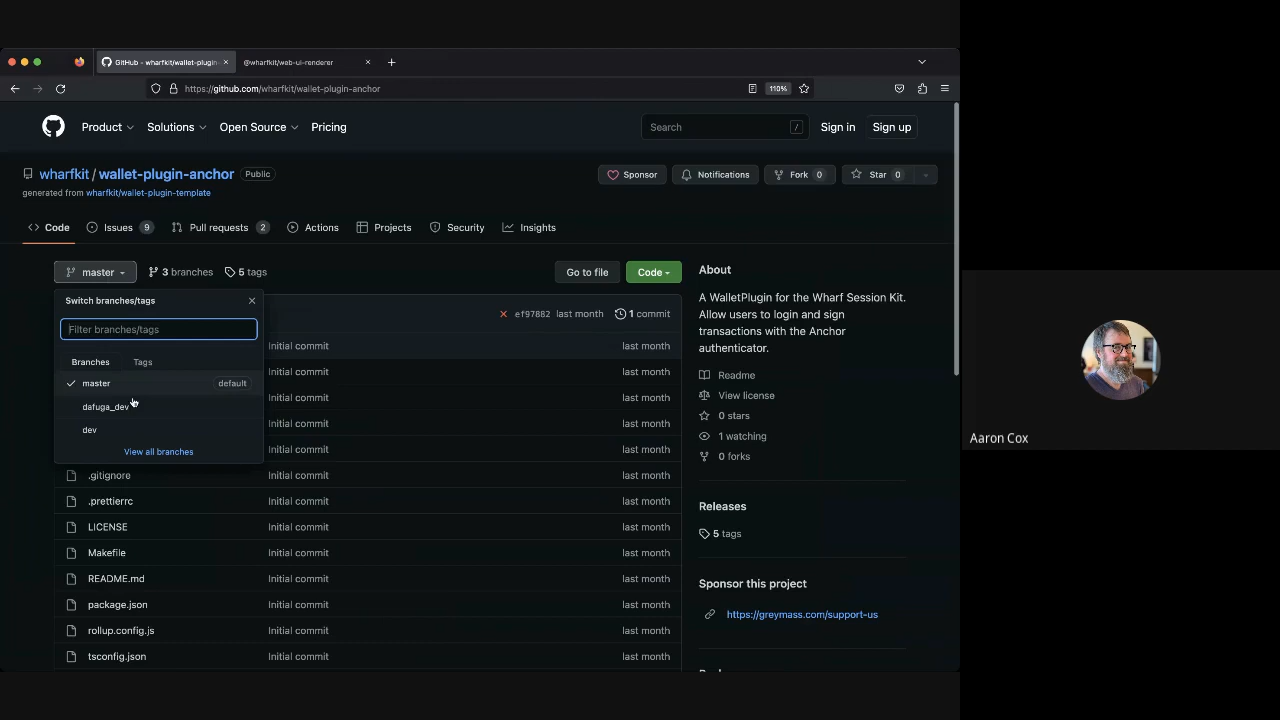 GitHub - wharfkit/wallet-plugin
@wharfkit/web-ui-renderer
https://github.com/wharfkit/wallet-plugin-anchor
110%
Product
Solutions
Open Source
Pricing
Search
/
Sign in
Sign up
wharfkit / wallet-plugin-anchor
Public
Sponsor
Notifications
Fork 0
Star 0
generated from wharfkit/wallet-plugin-template
Code
Issues 9
Pull requests 2
Actions
Projects
Security
Insights
master
3 branches
5 tags
Go to file
Code
Switch branches/tags
Filter branches/tags
Branches
Tags
master
default
dafuga_dev
dev
View all branches
ef97882 last month
1 commit
Initial commit
last month
Initial commit
last month
Initial commit
last month
Initial commit
last month
Initial commit
last month
.gitignore
Initial commit
last month
.prettierrc
Initial commit
last month
LICENSE
Initial commit
last month
Makefile
Initial commit
last month
README.md
Initial commit
last month
package.json
Initial commit
last month
rollup.config.js
Initial commit
last month
tsconfig.json
Initial commit
last month
About
A WalletPlugin for the Wharf Session Kit.
Allow users to login and sign
transactions with the Anchor
authenticator.
Readme
View license
0 stars
1 watching
0 forks
Releases
5 tags
Sponsor this project
https://greymass.com/support-us
Aaron Cox